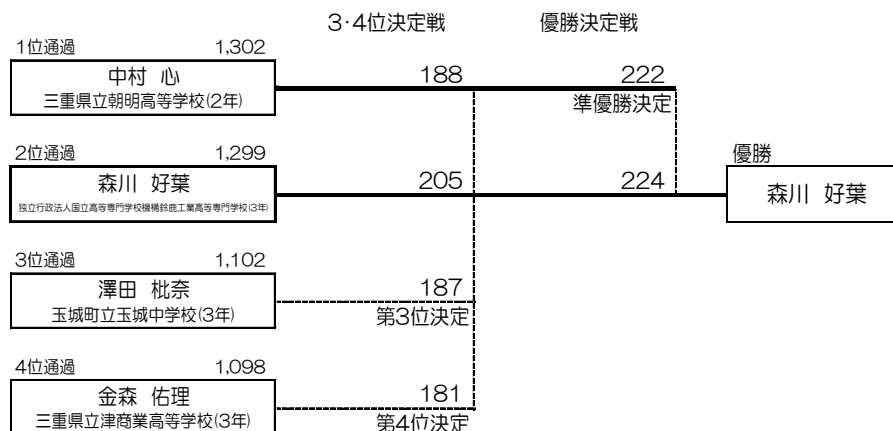 3・4位決定戦 優勝決定戦
1位通過 1,302
中村 心
三重県立朝明高等学校(2年)
188 222
準優勝決定
2位通過 1,299
森川 好葉
独立行政法人国立高等専門学校機構鈴鹿工業高等専門学校(3年)
205 224
優勝
森川 好葉
3位通過 1,102
澤田 枇奈
玉城町立玉城中学校(3年)
187
第3位決定
4位通過 1,098
金森 佑理
三重県立津商業高等学校(3年)
181
第4位決定